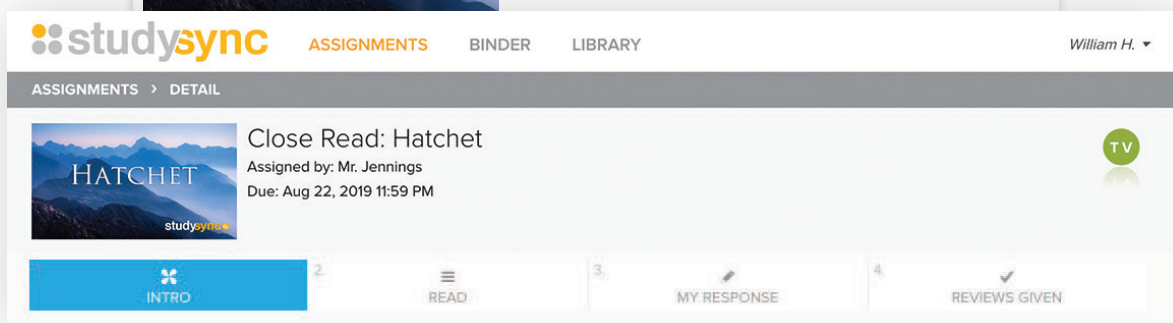 studysync
ASSIGNMENTS
BINDER
LIBRARY
William H.
ASSIGNMENTS > DETAIL
HATCHET
studysync
Close Read: Hatchet
Assigned by: Mr. Jennings
Due: Aug 22, 2019 11:59 PM
TV
INTRO
2.
READ
3.
MY RESPONSE
4.
REVIEWS GIVEN